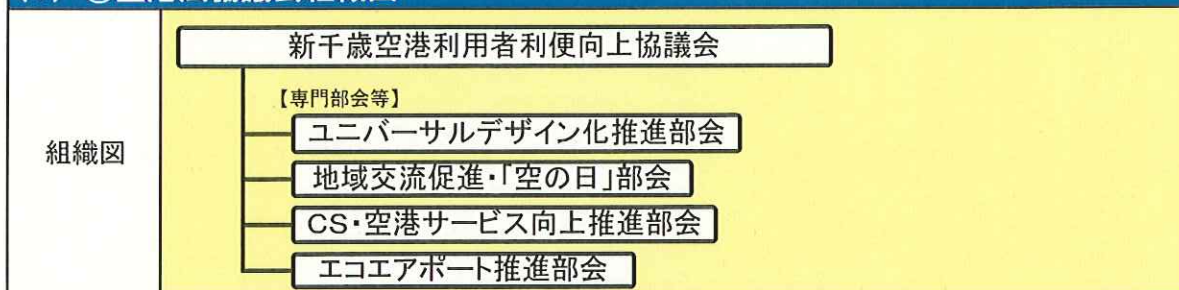 新千歳空港利用者利便向上協議会
【専門部会等】
ユニバーサルデザイン化推進部会
組織図
地域交流促進・「空の日」部会
CS・空港サービス向上推進部会
エコエアポート推進部会